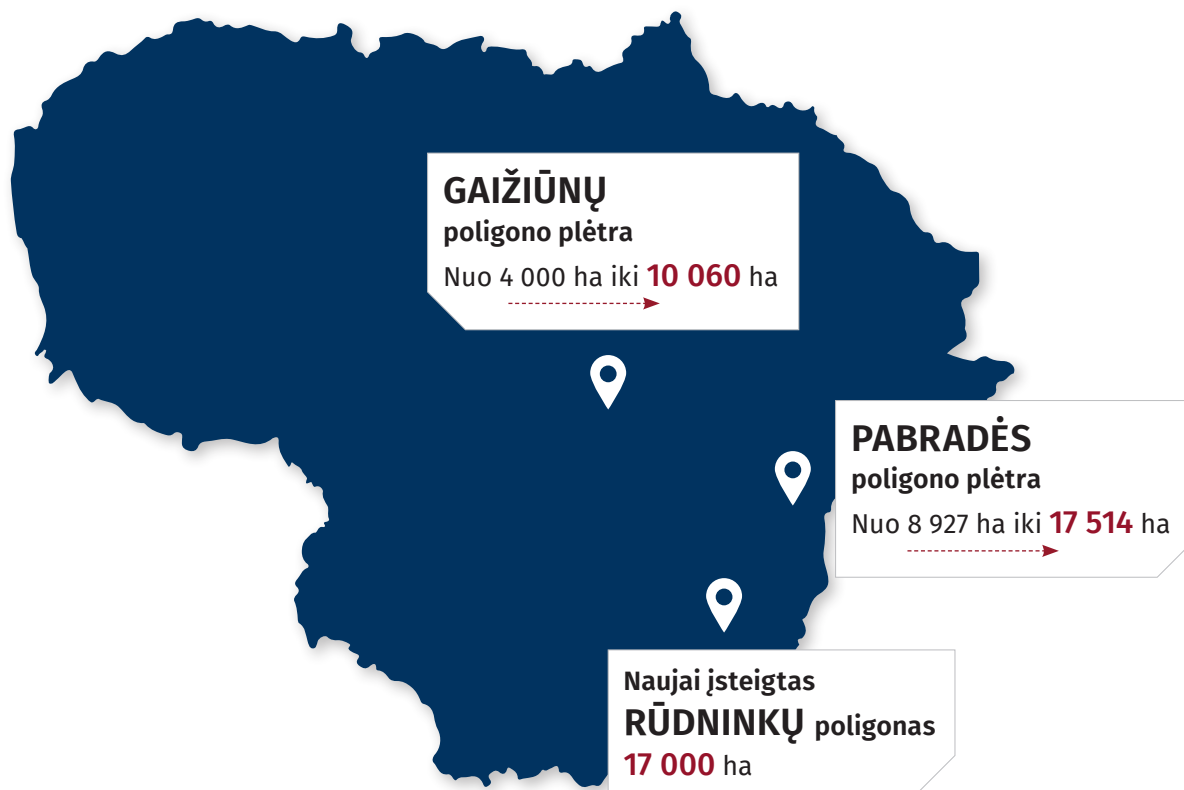 GAIŽIŪNŲ
poligono plėtra
Nuo 4 000 ha iki 10 060 ha
PABRADĖS
poligono plėtra
Nuo 8 927 ha iki 17 514 ha
Naujai įsteigtas
RŪDNINKŲ poligonas
17 000 ha